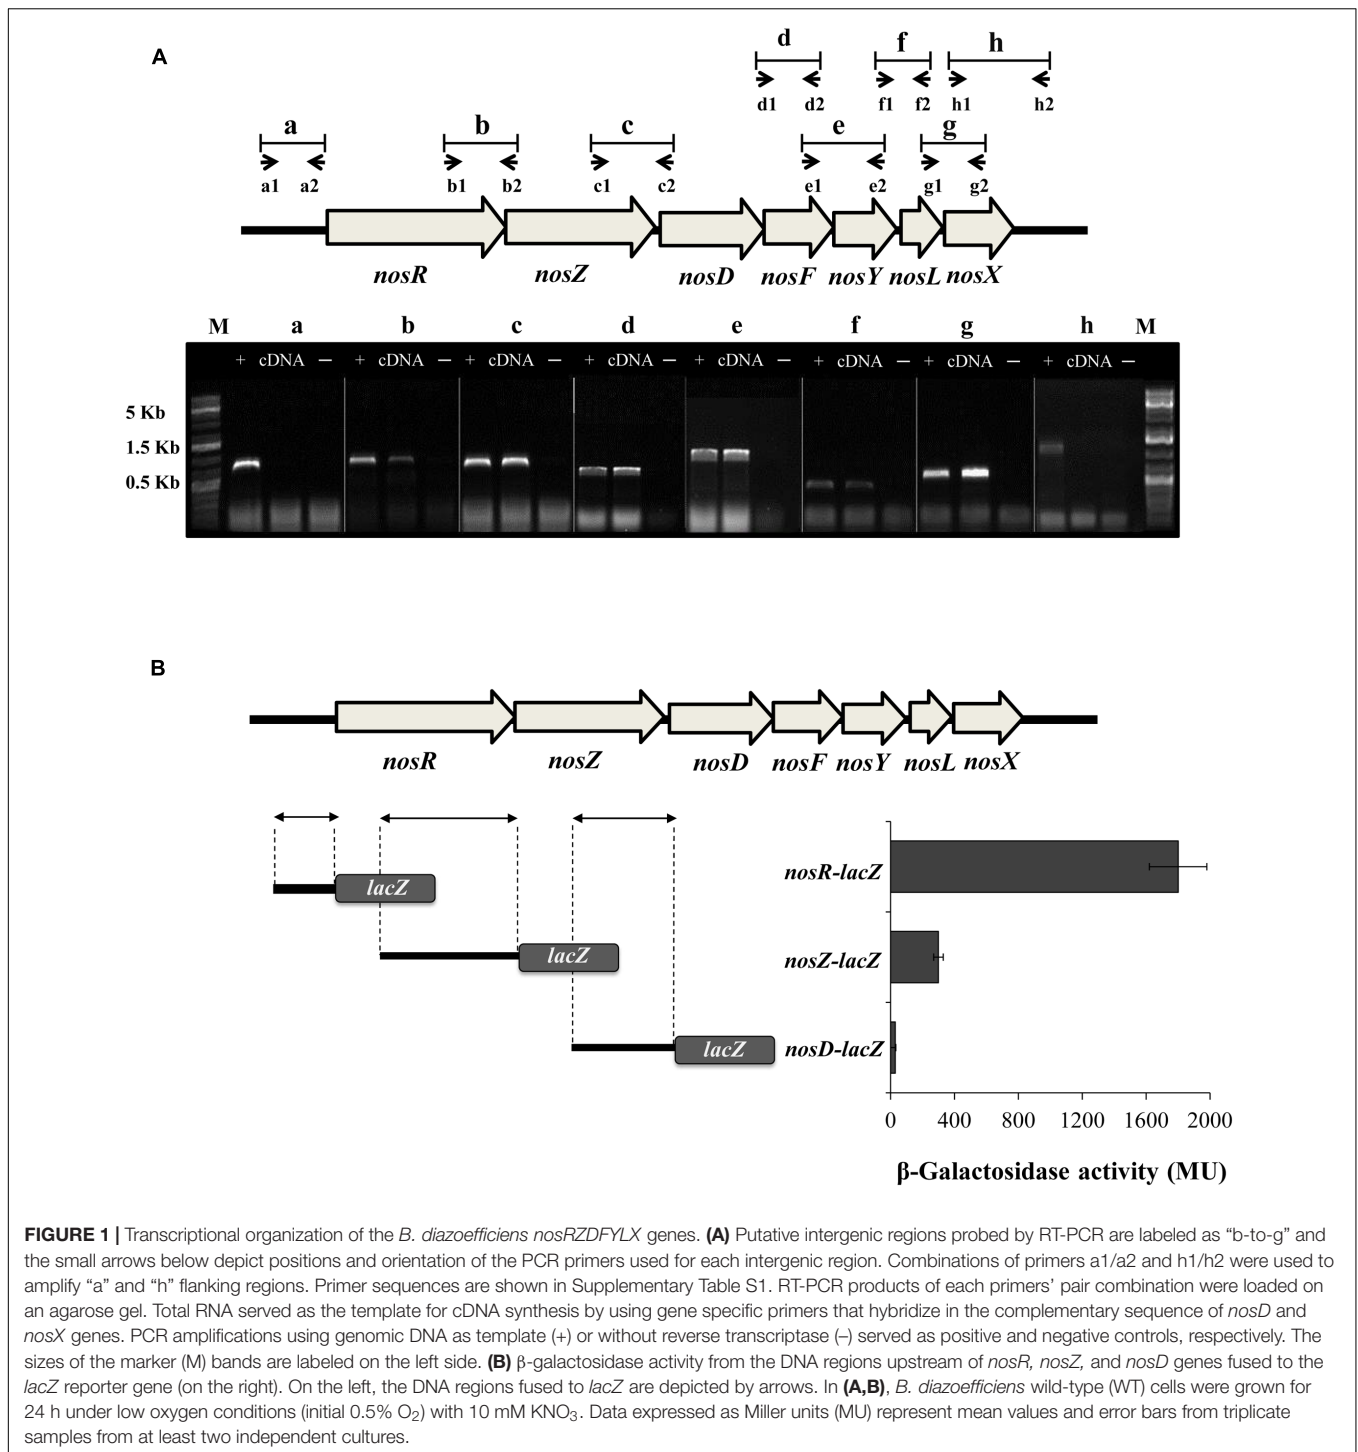 A
d f h
d1 d2 f1 f2 h1 h2
a b c e g
a1 a2 b1 b2 c1 c2 e1 e2 g1 g2
nosR nosZ nosD nosF nosY nosL nosX
M a b c d e f g h M
+ cDNA – + cDNA – + cDNA – + cDNA – + cDNA – + cDNA – + cDNA – + cDNA –
5 Kb
1.5 Kb
0.5 Kb
B
nosR nosZ nosD nosF nosY nosL nosX
lacZ nosR-lacZ
lacZ nosZ-lacZ
lacZ nosD-lacZ
0 400 800 1200 1600 2000
β-Galactosidase activity (MU)
FIGURE 1 | Transcriptional organization of the B. diazoefficiens nosRZDFYLX genes. (A) Putative intergenic regions probed by RT-PCR are labeled as “b-to-g” and
the small arrows below depict positions and orientation of the PCR primers used for each intergenic region. Combinations of primers a1/a2 and h1/h2 were used to
amplify “a” and “h” flanking regions. Primer sequences are shown in Supplementary Table S1. RT-PCR products of each primers’ pair combination were loaded on
an agarose gel. Total RNA served as the template for cDNA synthesis by using gene specific primers that hybridize in the complementary sequence of nosD and
nosX genes. PCR amplifications using genomic DNA as template (+) or without reverse transcriptase (–) served as positive and negative controls, respectively. The
sizes of the marker (M) bands are labeled on the left side. (B) β-galactosidase activity from the DNA regions upstream of nosR, nosZ, and nosD genes fused to the
lacZ reporter gene (on the right). On the left, the DNA regions fused to lacZ are depicted by arrows. In (A,B), B. diazoefficiens wild-type (WT) cells were grown for
24 h under low oxygen conditions (initial 0.5% O₂) with 10 mM KNO₃. Data expressed as Miller units (MU) represent mean values and error bars from triplicate
samples from at least two independent cultures.